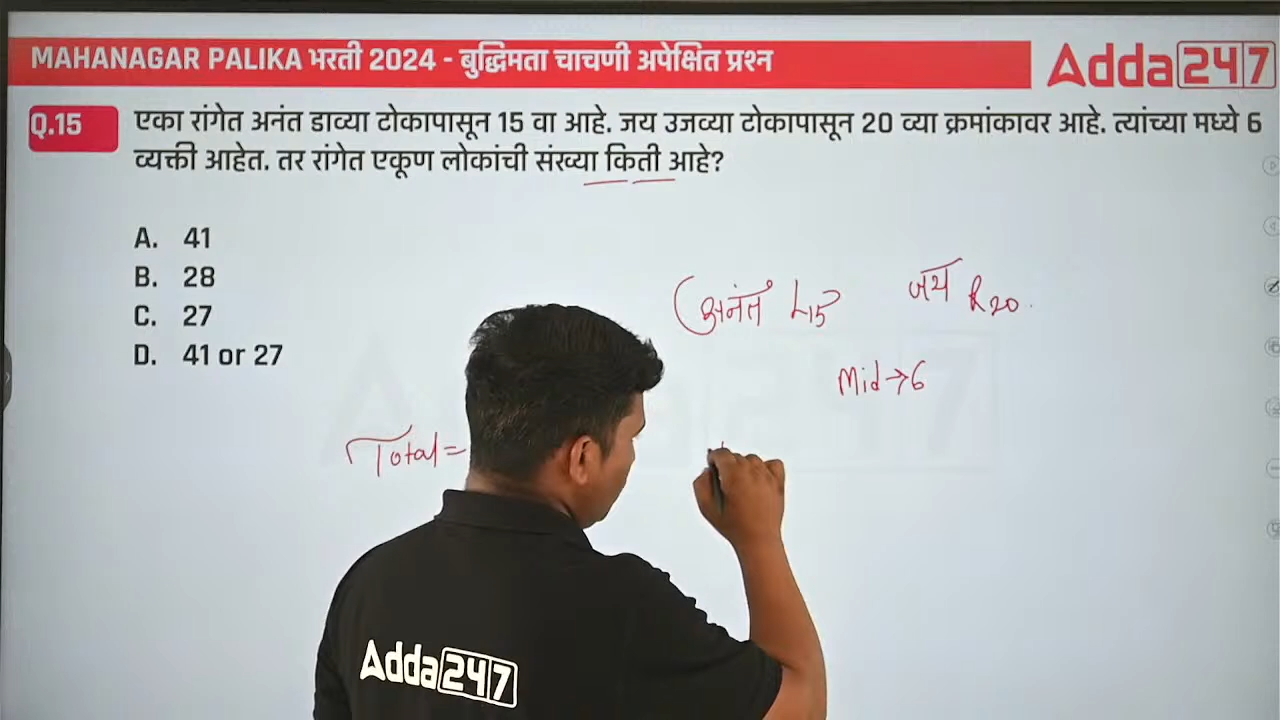 MAHANAGAR PALIKA भरती 2024 - बुद्धिमता चाचणी अपेक्षित प्रश्न
Adda247
Q.15
एका रांगेत अनंत डाव्या टोकापासून 15 वा आहे. जय उजव्या टोकापासून 20 व्या क्रमांकावर आहे. त्यांच्या मध्ये 6
व्यक्ती आहेत. तर रांगेत एकूण लोकांची संख्या किती आहे?
A. 41
B. 28
C. 27
D. 41 or 27
अनंत L15 जय R20
Mid→6
Total=
Adda247